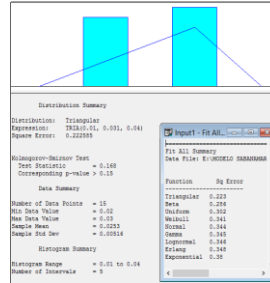 Distribution Summary
Distribution: Triangular
Expression: TRIA(0.01, 0.031, 0.04)
Square Error: 0.222585
Kolmogorov-Smirnov Test
Test Statistic = 0.168
Corresponding p-value > 0.15
Data Summary
Number of Data Points = 15
Min Data Value = 0.02
Max Data Value = 0.03
Sample Mean = 0.0253
Sample Std Dev = 0.00516
Histogram Summary
Histogram Range = 0.01 to 0.04
Number of Intervals = 5
Input1 - Fit All...
Fit All Summary
Data File: E:\MODELO SABANAMAR
Function Sq Error
Triangular 0.223
Beta 0.256
Uniform 0.302
Weibull 0.341
Normal 0.344
Gamma 0.345
Lognormal 0.346
Erlang 0.348
Exponential 0.38